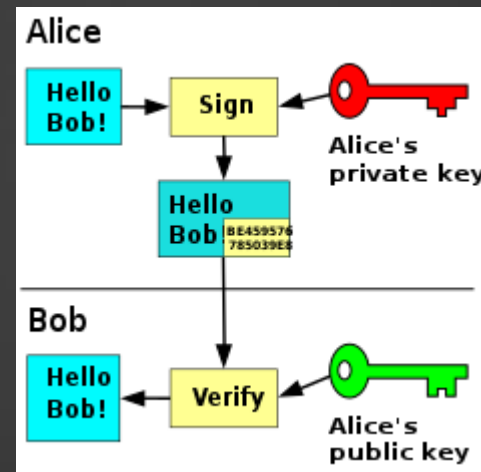 Alice
Hello
Bob!
Sign
Alice's
private key
Hello
Bob!
BE459576
785039E8
Bob
Hello
Bob!
Verify
Alice's
public key